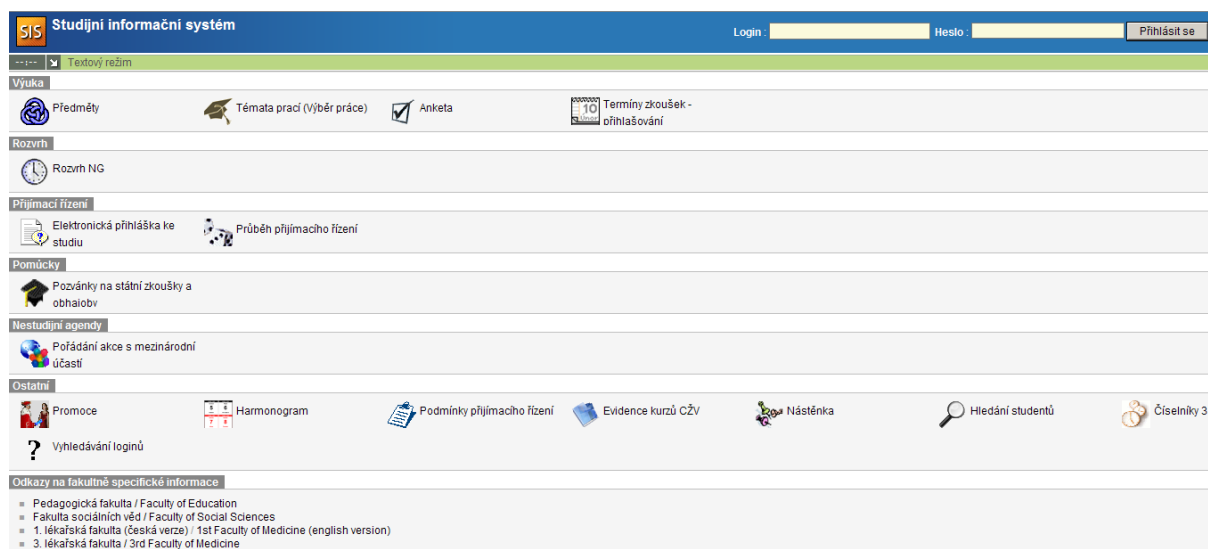 SIS Studijní informační systém Login : Heslo : Přihlásit se
--:-- Textový režim
Výuka
Předměty Témata prací (Výběr práce) Anketa Termíny zkoušek -
přihlašování
10
Únor
Rozvrh
Rozvrh NG
Přijímací řízení
Elektronická přihláška ke
studiu
Průběh přijímacího řízení
Pomůcky
Pozvánky na státní zkoušky a
obhajoby
Nestudijní agendy
Pořádání akce s mezinárodní
účastí
Ostatní
Promoce Harmonogram Podmínky přijímacího řízení Evidence kurzů CŽV Nástěnka Hledání studentů Číselníky 3
? Vyhledávání loginů
Odkazy na fakultně specifické informace
Pedagogická fakulta / Faculty of Education
Fakulta sociálních věd / Faculty of Social Sciences
1. lékařská fakulta (česká verze) / 1st Faculty of Medicine (english version)
3. lékařská fakulta / 3rd Faculty of Medicine